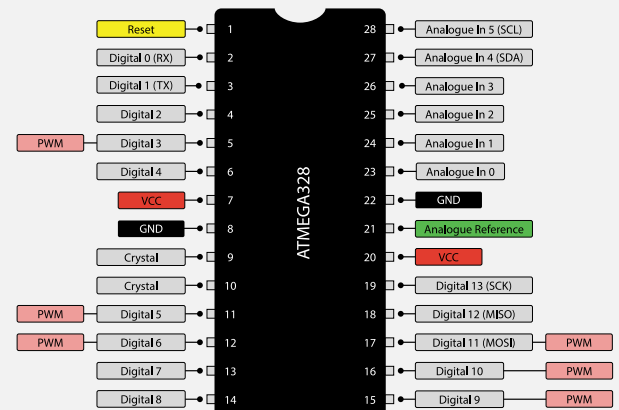 Reset 1 28 Analogue In 5 (SCL)
Digital 0 (RX) 2 27 Analogue In 4 (SDA)
Digital 1 (TX) 3 26 Analogue In 3
Digital 2 4 25 Analogue In 2
PWM Digital 3 5 24 Analogue In 1
Digital 4 6 23 Analogue In 0
VCC 7 22 GND
GND 8 21 Analogue Reference
Crystal 9 20 VCC
Crystal 10 19 Digital 13 (SCK)
PWM Digital 5 11 18 Digital 12 (MISO)
PWM Digital 6 12 17 Digital 11 (MOSI) PWM
Digital 7 13 16 Digital 10 PWM
Digital 8 14 15 Digital 9 PWM
ATMEGA328